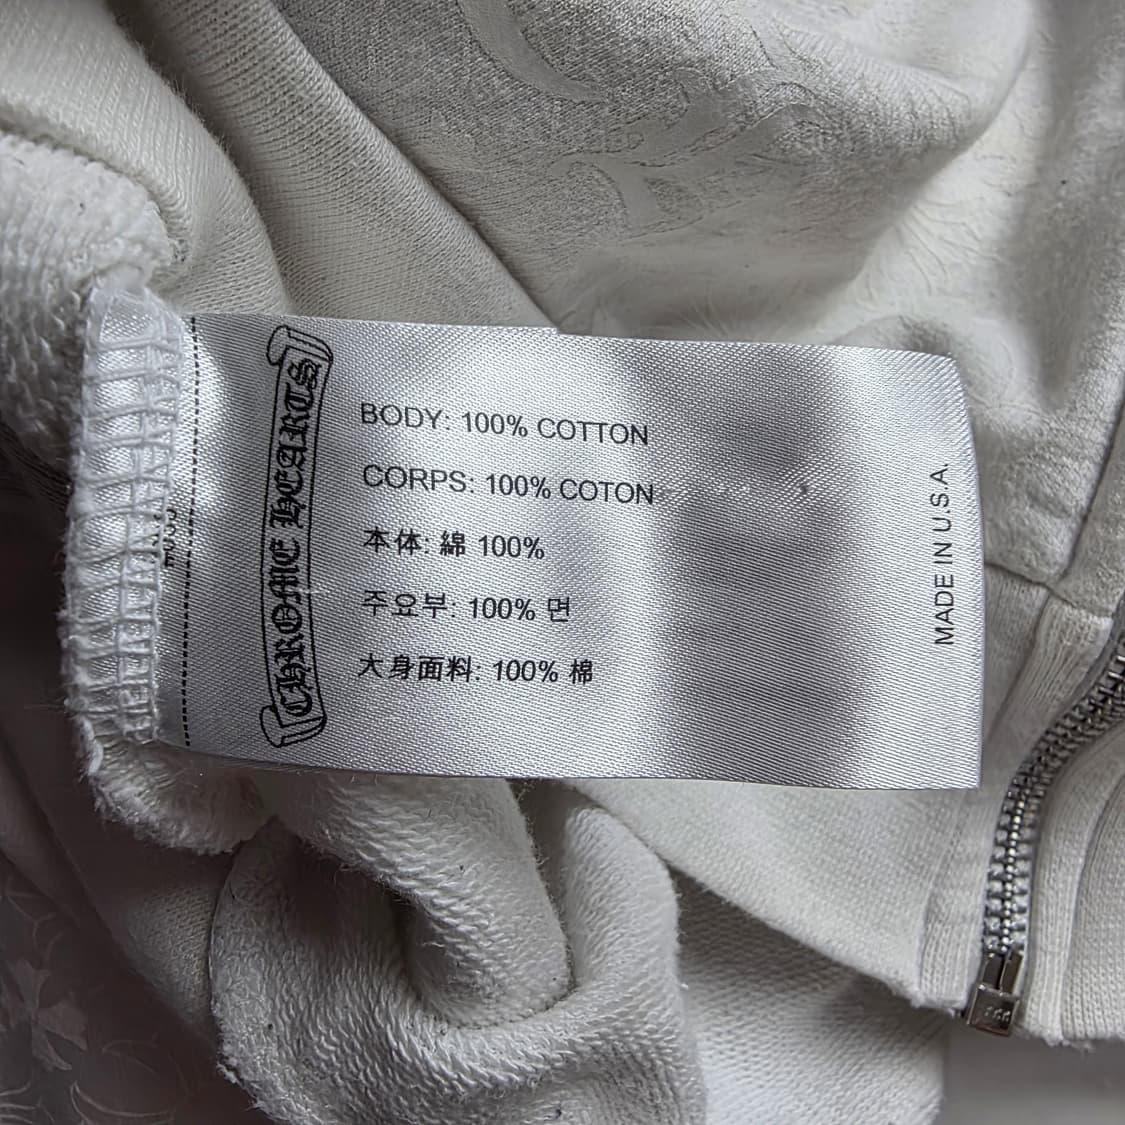 CHROME HEARTS
BODY: 100% COTTON
CORPS: 100% COTON
本体: 綿 100%
주요부: 100% 면
大身面料: 100% 棉
MADE IN U.S.A.